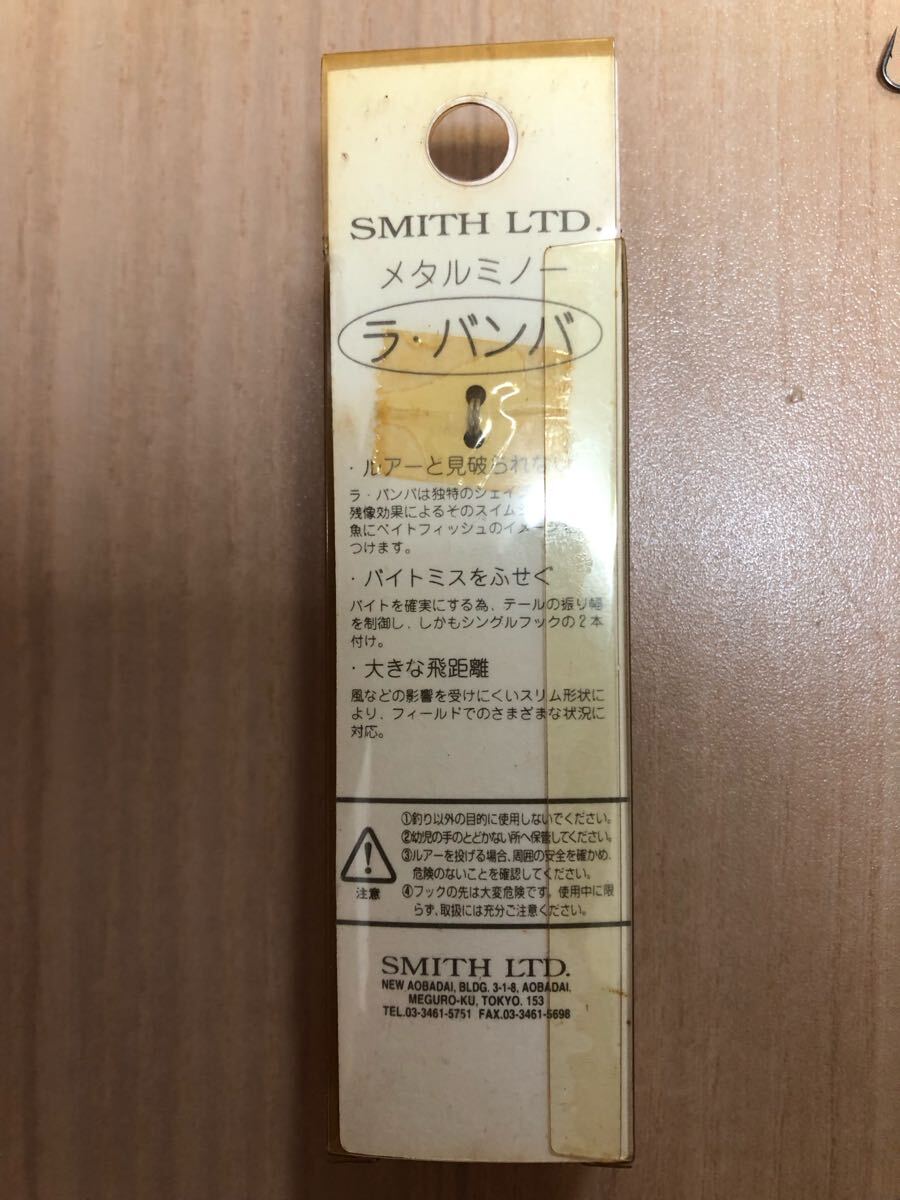 SMITH LTD.
メタルミノー
ラ・バンバ
・ルアーと見破られない
ラ・バンバは独特のシェイ
残像効果によるそのスイム
魚にベイトフィッシュのイメージ
つけます。
・バイトミスをふせぐ
バイトを確実にする為、テールの振り幅
を制御し、しかもシングルフックの2本
付け。
・大きな飛距離
風などの影響を受けにくいスリム形状に
より、フィールドでのさまざまな状況に
対応。
注意
①釣り以外の目的に使用しないでください。
②幼児の手のとどかない所へ保管してください。
③ルアーを投げる場合、周囲の安全を確かめ、
危険のないことを確認してください。
④フックの先は大変危険です。使用中に限
らず、取扱には充分ご注意ください。
SMITH LTD.
NEW AOBADAI, BLDG. 3-1-8, AOBADAI.
MEGURO-KU, TOKYO. 153
TEL.03-3461-5751 FAX.03-3461-5698